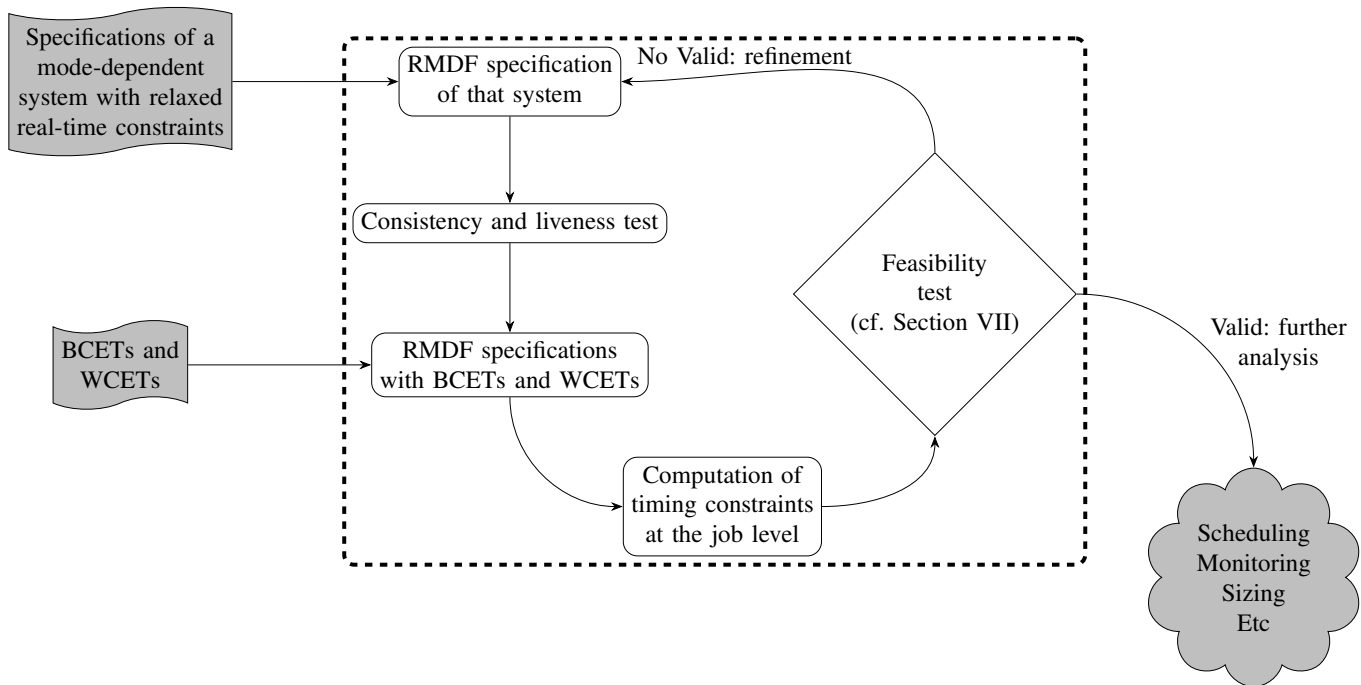 Specifications of a
mode-dependent
system with relaxed
real-time constraints
RMDF specification
of that system
No Valid: refinement
Consistency and liveness test
Feasibility
test
(cf. Section VII)
BCETs and
WCETs
RMDF specifications
with BCETs and WCETs
Valid: further
analysis
Computation of
timing constraints
at the job level
Scheduling
Monitoring
Sizing
Etc